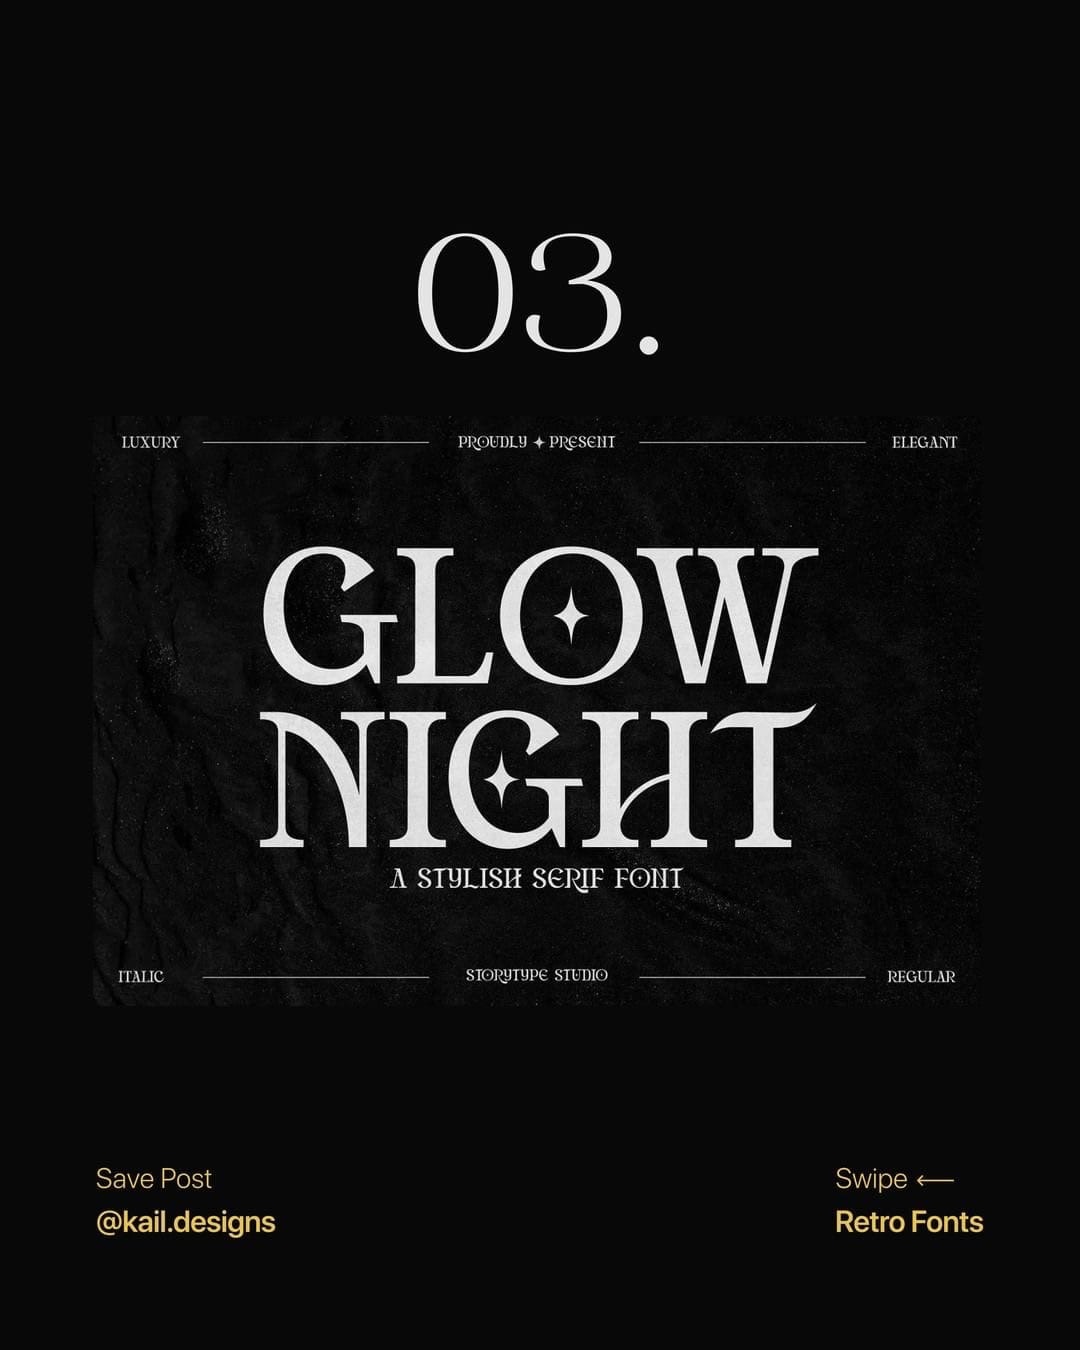 03.
LUXURY PROUDLY ✦ PRESENT ELEGANT
GLOW
NIGHT
A STYLISH SERIF FONT
ITALIC STORYTYPE STUDIO REGULAR
Save Post Swipe ⟵
@kail.designs Retro Fonts